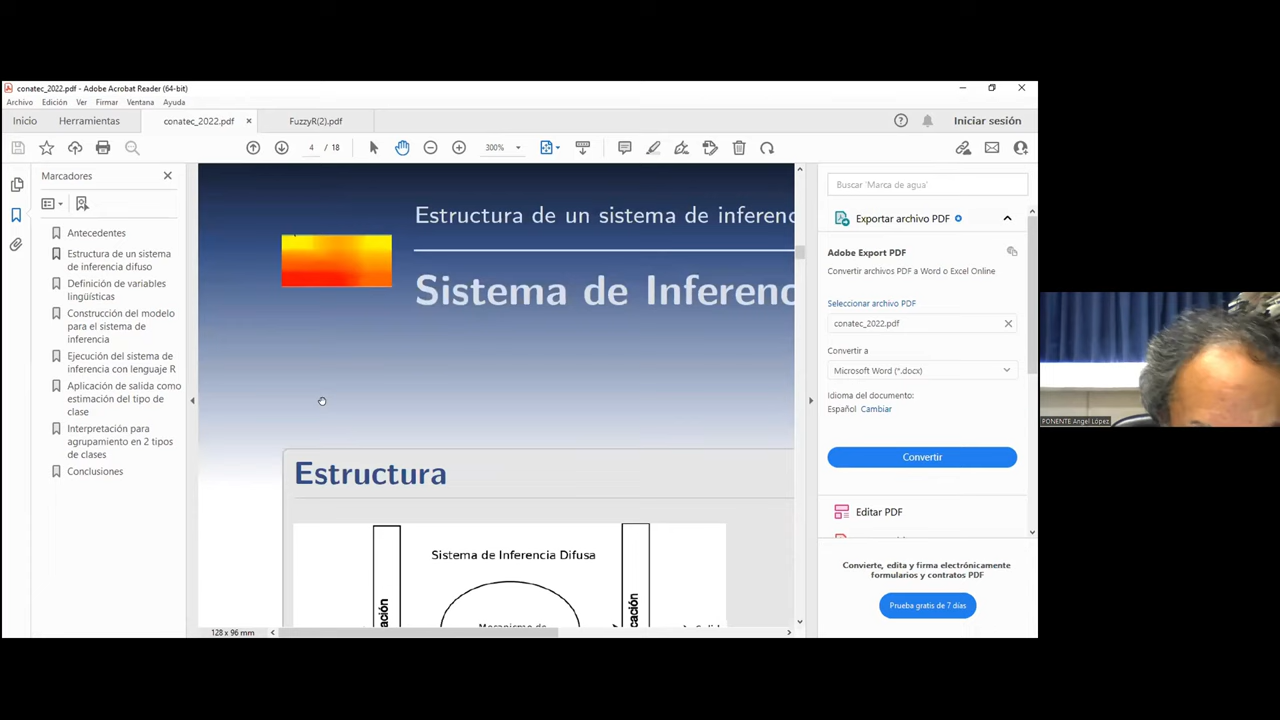 conatec_2022.pdf - Adobe Acrobat Reader (64-bit)
Archivo Edición Ver Firmar Ventana Ayuda
Inicio Herramientas conatec_2022.pdf × FuzzyR(2).pdf Iniciar sesión
4 / 18 300%
Marcadores
Antecedentes
Estructura de un sistema
de inferencia difuso
Definición de variables
lingüísticas
Construcción del modelo
para el sistema de
inferencia
Ejecución del sistema de
inferencia con lenguaje R
Aplicación de salida como
estimación del tipo de
clase
Interpretación para
agrupamiento en 2 tipos
de clases
Conclusiones
Estructura de un sistema de inferenc
Sistema de Inferenc
Estructura
Sistema de Inferencia Difusa
128 x 96 mm
Buscar 'Marca de agua'
Exportar archivo PDF
Adobe Export PDF
Convertir archivos PDF a Word o Excel Online
Seleccionar archivo PDF
conatec_2022.pdf
Convertir a
Microsoft Word (*.docx)
Idioma del documento:
Español Cambiar
Convertir
Editar PDF
Convierte, edita y firma electrónicamente
formularios y contratos PDF
Prueba gratis de 7 días
PONENTE Angel López